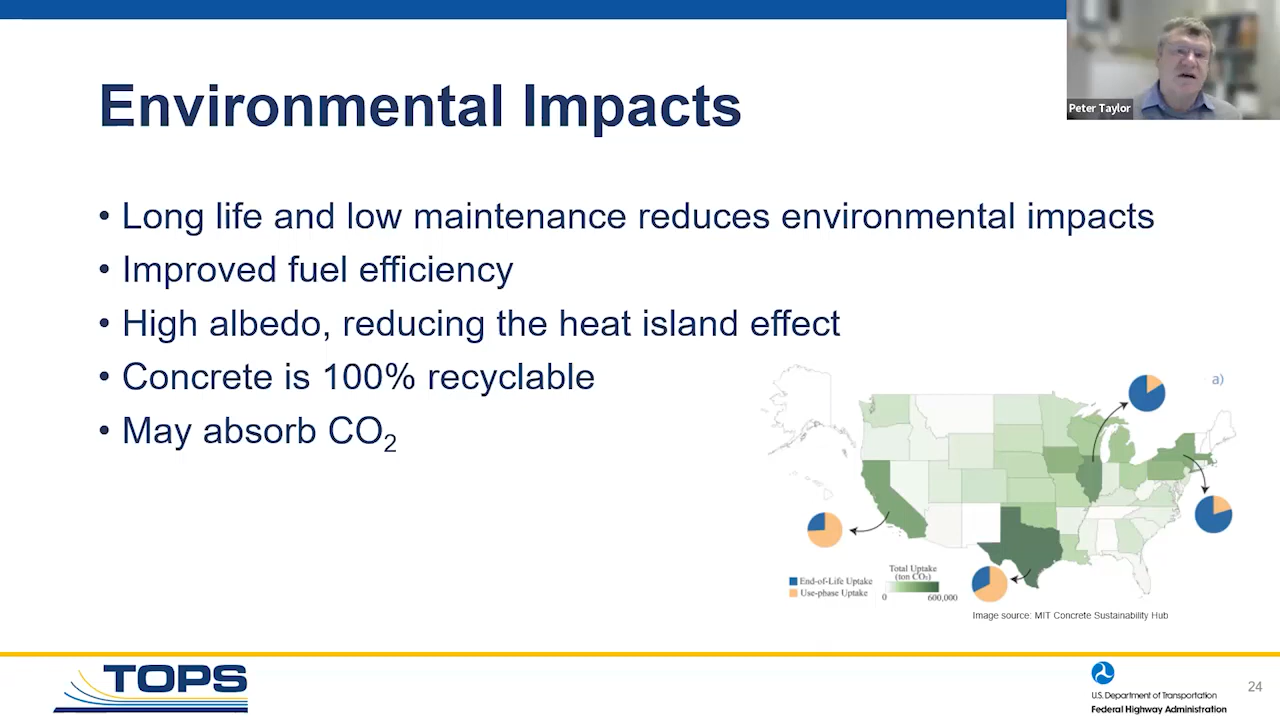 Peter Taylor
Environmental Impacts
• Long life and low maintenance reduces environmental impacts
• Improved fuel efficiency
• High albedo, reducing the heat island effect
• Concrete is 100% recyclable
• May absorb CO2
a)
End-of-Life Uptake
Use-phase Uptake
Total Uptake
(ton CO₂)
0
600,000
Image source: MIT Concrete Sustainability Hub
TOPS
U.S. Department of Transportation
Federal Highway Administration
24